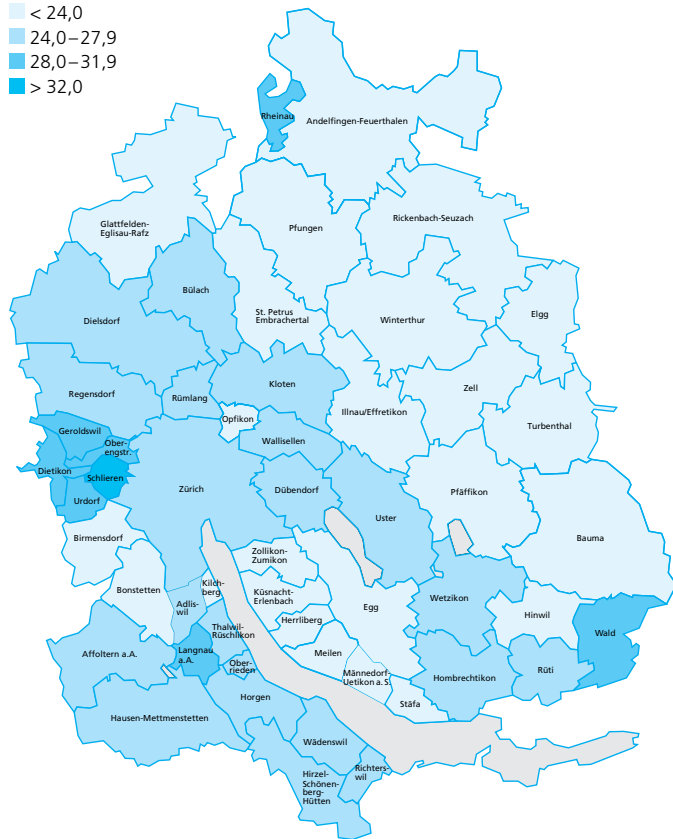 < 24,0
24,0–27,9
28,0–31,9
> 32,0
Rheinau
Andelfingen-Feuerthalen
Glattfelden-
Eglisau-Rafz
Pfungen
Rickenbach-Seuzach
Bülach
Dielsdorf
St. Petrus
Embrachertal
Winterthur
Elgg
Regensdorf
Rümlang
Kloten
Opfikon
Illnau/Effretikon
Zell
Turbenthal
Geroldswil
Ober-
engstr.
Wallisellen
Dietikon
Schlieren
Urdorf
Zürich
Dübendorf
Uster
Pfäffikon
Birmensdorf
Bauma
Zollikon-
Zumikon
Bonstetten
Kilch-
berg
Adlis-
wil
Küsnacht-
Erlenbach
Egg
Wetzikon
Hinwil
Herrliberg
Thalwil-
Rüschlikon
Wald
Affoltern a.A.
Langnau
a.A.
Ober-
rieden
Meilen
Männedorf-
Uetikon a. S.
Hombrechtikon
Rüti
Stäfa
Horgen
Hausen-Mettmenstetten
Wädenswil
Richters-
wil
Hirzel-
Schönen-
berg-
Hütten